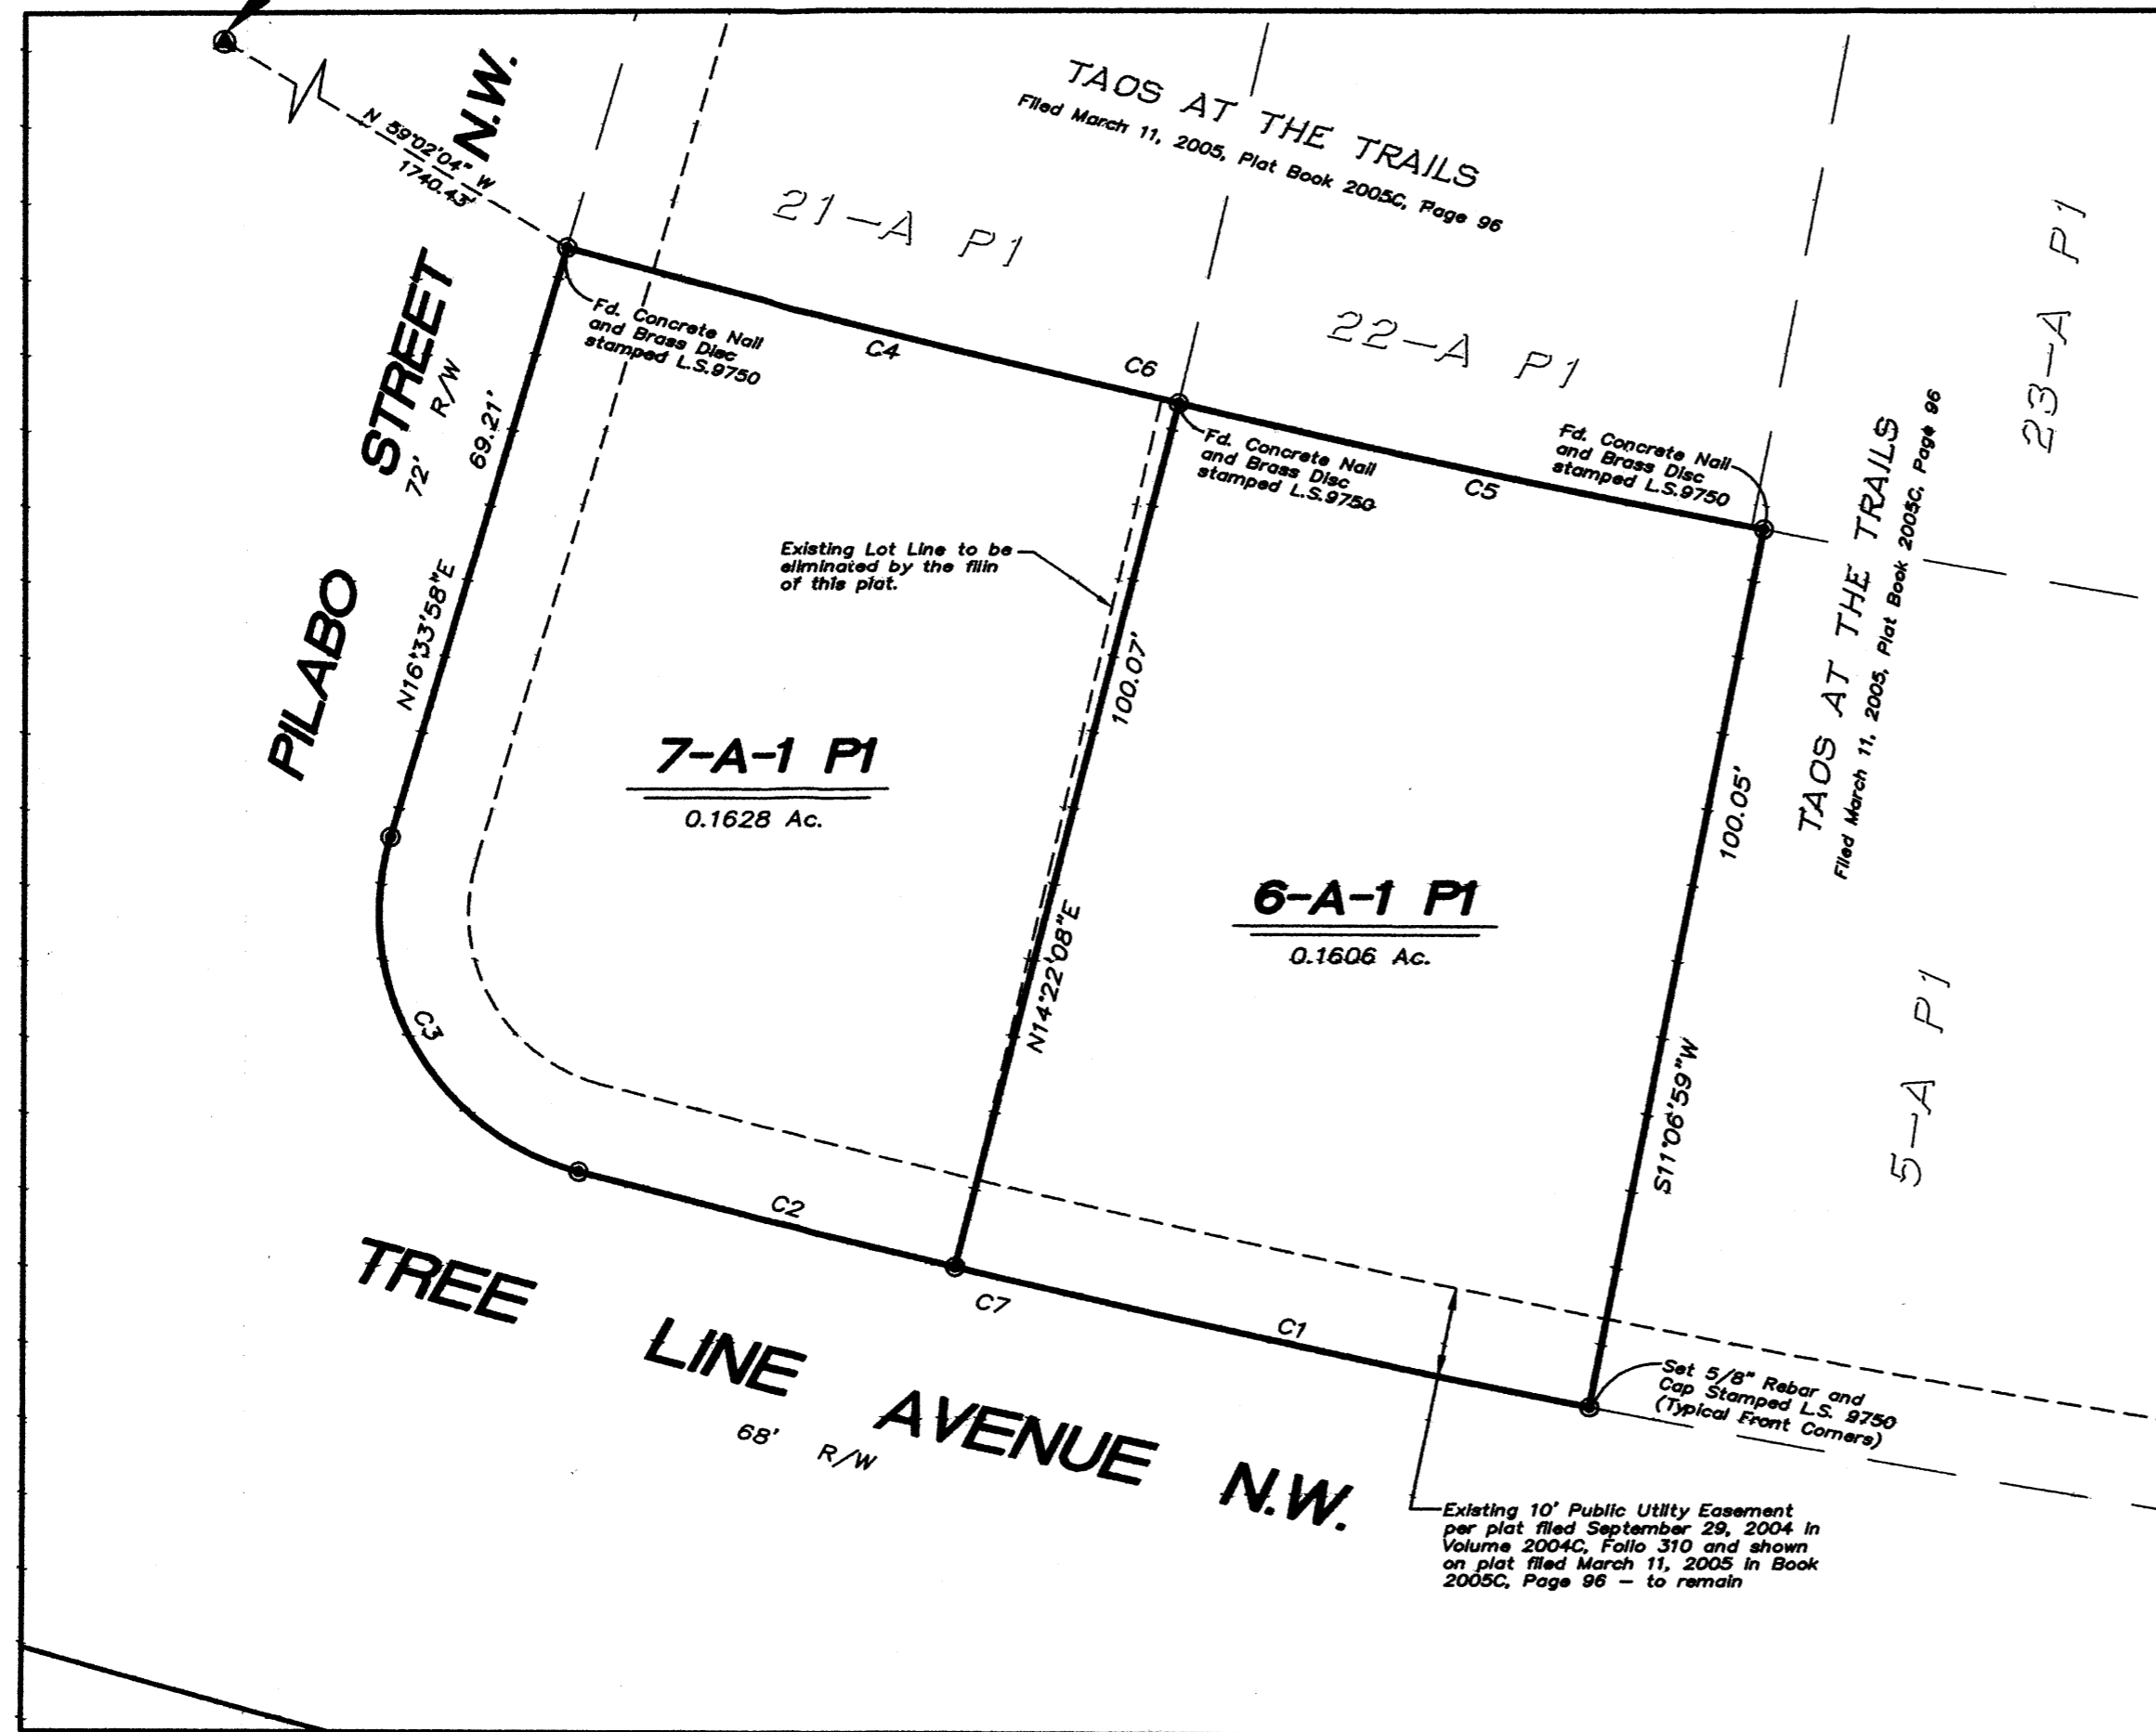 TAOS AT THE TRAILS
Filed March 11, 2005, Plat Book 2005C, Page 96
N 59°02'04" W
1740.43'
PILABO STREET N.W.
72' R/W
21-A P1
22-A P1
23-A P1
Fd. Concrete Nail
and Brass Disc
stamped L.S.9750
C4
C6
Fd. Concrete Nail
and Brass Disc
stamped L.S.9750
C5
Fd. Concrete Nail
and Brass Disc
stamped L.S.9750
69.21'
N16°33'58"E
Existing Lot Line to be
eliminated by the filin
of this plat.
100.07'
N14°22'08"E
7-A-1 P1
0.1628 Ac.
6-A-1 P1
0.1606 Ac.
100.05'
S11°06'59"W
TAOS AT THE TRAILS
Filed March 11, 2005, Plat Book 2005C, Page 96
5-A P1
C3
C2
C7
C1
TREE LINE AVENUE N.W.
68' R/W
Set 5/8" Rebar and
Cap Stamped L.S. 9750
(Typical Front Corners)
Existing 10' Public Utilty Easement
per plat filed September 29, 2004 in
Volume 2004C, Folio 310 and shown
on plat filed March 11, 2005 in Book
2005C, Page 96 – to remain